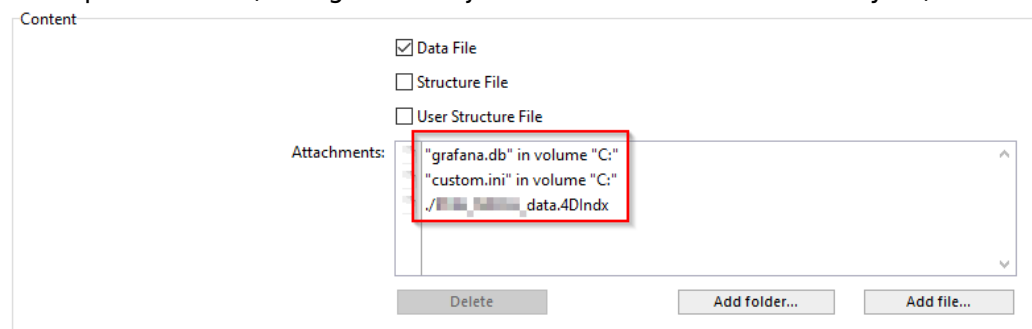 Content
Data File
Structure File
User Structure File
Attachments:
"grafana.db" in volume "C:"
"custom.ini" in volume "C:"
./ _data.4DIndx
Delete Add folder... Add file...